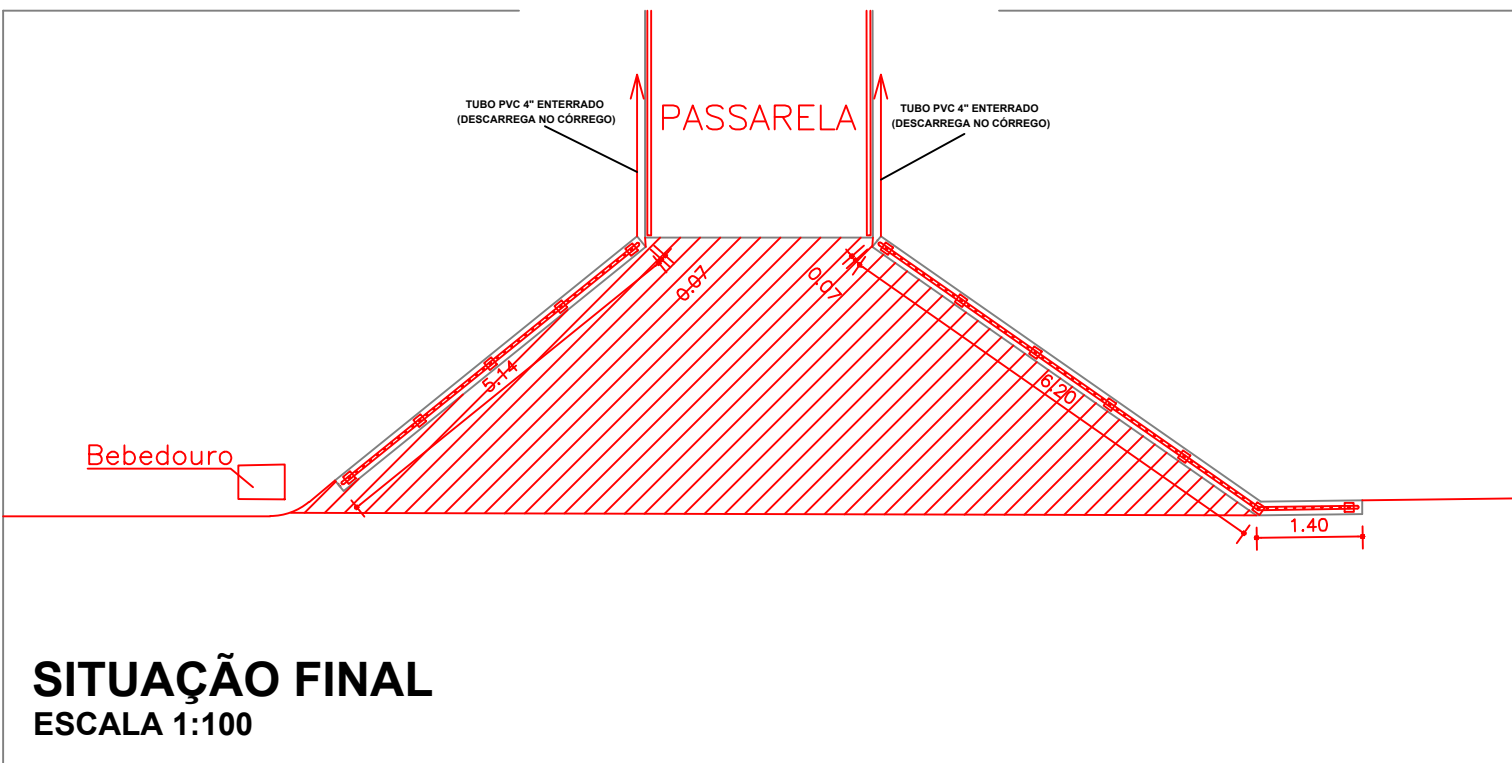 TUBO PVC 4" ENTERRADO
(DESCARREGA NO CÓRREGO)
PASSARELA
TUBO PVC 4" ENTERRADO
(DESCARREGA NO CÓRREGO)
0.07
0.07
5.14
6.20
Bebedouro
1.40
SITUAÇÃO FINAL
ESCALA 1:100